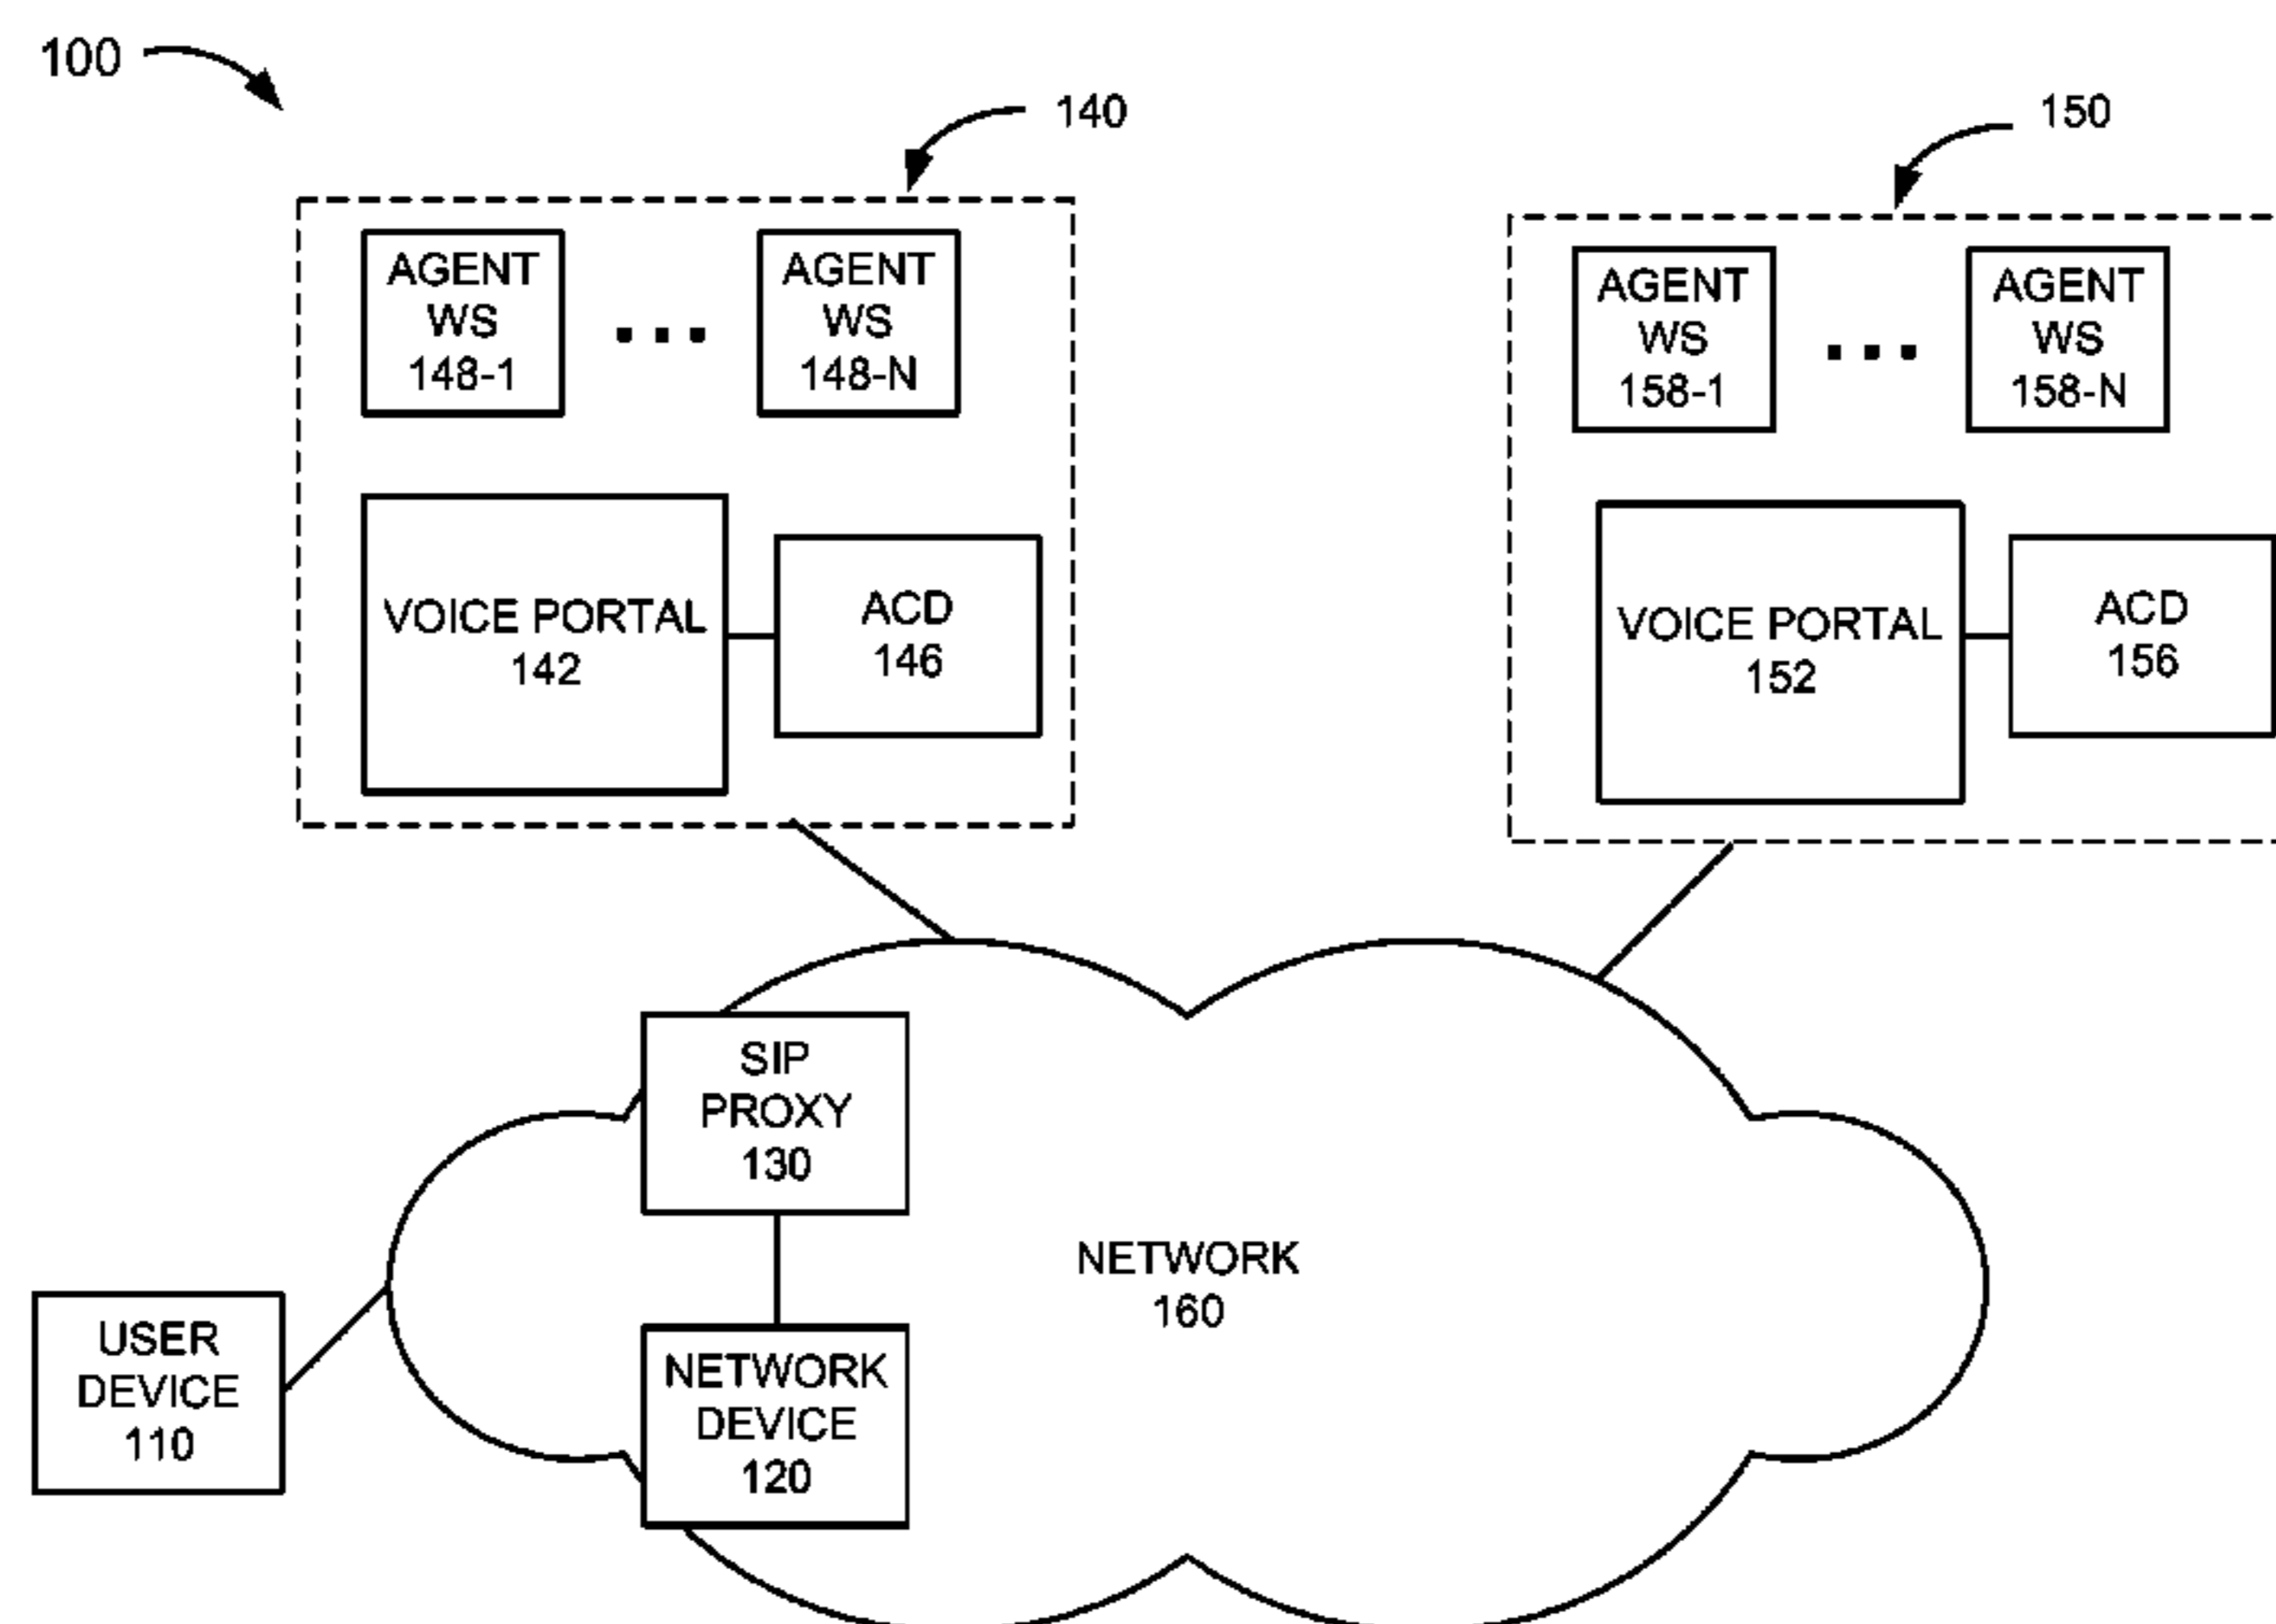 100
140
150
AGENT
WS
148-1
...
AGENT
WS
148-N
AGENT
WS
158-1
...
AGENT
WS
158-N
VOICE PORTAL
142
ACD
146
VOICE PORTAL
152
ACD
156
SIP
PROXY
130
NETWORK
160
USER
DEVICE
110
NETWORK
DEVICE
120